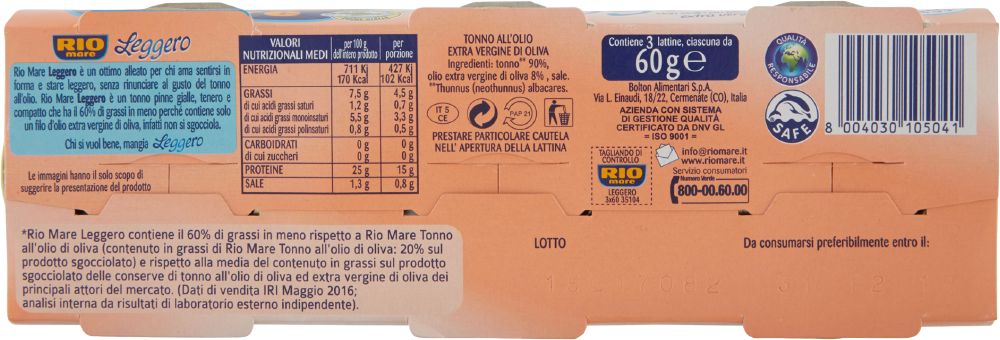 RIO
mare
Leggero
Rio Mare Leggero è un ottimo alleato per chi ama sentirsi in
forma e stare leggero, senza rinunciare al gusto del tonno
all'olio. Rio Mare Leggero è un tonno pinne gialle, tenero e
compatto che ha il 60% di grassi in meno perchè contiene solo
un filo d'olio extra vergine di oliva, infatti non si sgocciola.
Chi si vuol bene, mangia Leggero
Le immagini hanno il solo scopo di
suggerire la presentazione del prodotto
VALORI NUTRIZIONALI MEDI per 100 g dell'intero prodotto per porzione
ENERGIA 711 Kj 427 Kj
170 Kcal 102 Kcal
GRASSI 7,5 g 4,5 g
di cui acidi grassi saturi 1,2 g 0,7 g
di cui acidi grassi monoinsaturi 5,5 g 3,3 g
di cui acidi grassi polinsaturi 0,8 g 0,5 g
CARBOIDRATI 0 g 0 g
di cui zuccheri 0 g 0 g
PROTEINE 25 g 15 g
SALE 1,3 g 0,8 g
TONNO ALL'OLIO
EXTRA VERGINE DI OLIVA
Ingredienti: tonno** 90%,
olio extra vergine di oliva 8% , sale.
**Thunnus (neothunnus) albacares.
IT 5
CE
PAP 21
PRESTARE PARTICOLARE CAUTELA
NELL' APERTURA DELLA LATTINA
Contiene 3 lattine, ciascuna da
60g℮
Bolton Alimentari S.p.A.
Via L. Einaudi, 18/22, Cermenate (CO), Italia
AZIENDA CON SISTEMA
DI GESTIONE QUALITÀ
CERTIFICATO DA DNV GL
= ISO 9001 =
TAGLIANDO DI
CONTROLLO
RIO
mare
LEGGERO
3x60 35104
info@riomare.it
www.riomare.it
Servizio consumatori
Numero Verde
800-00.60.00
QUALITÀ
RESPONSABILE
DOLPHIN
SAFE
8 004030 105041
*Rio Mare Leggero contiene il 60% di grassi in meno rispetto a Rio Mare Tonno
all'olio di oliva (contenuto in grassi di Rio Mare Tonno all'olio di oliva: 20% sul
prodotto sgocciolato) e rispetto alla media del contenuto in grassi sul prodotto
sgocciolato delle conserve di tonno all'olio di oliva ed extra vergine di oliva dei
principali attori del mercato. (Dati di vendita IRI Maggio 2016;
analisi interna da risultati di laboratorio esterno indipendente).
LOTTO
Da consumarsi preferibilmente entro il: